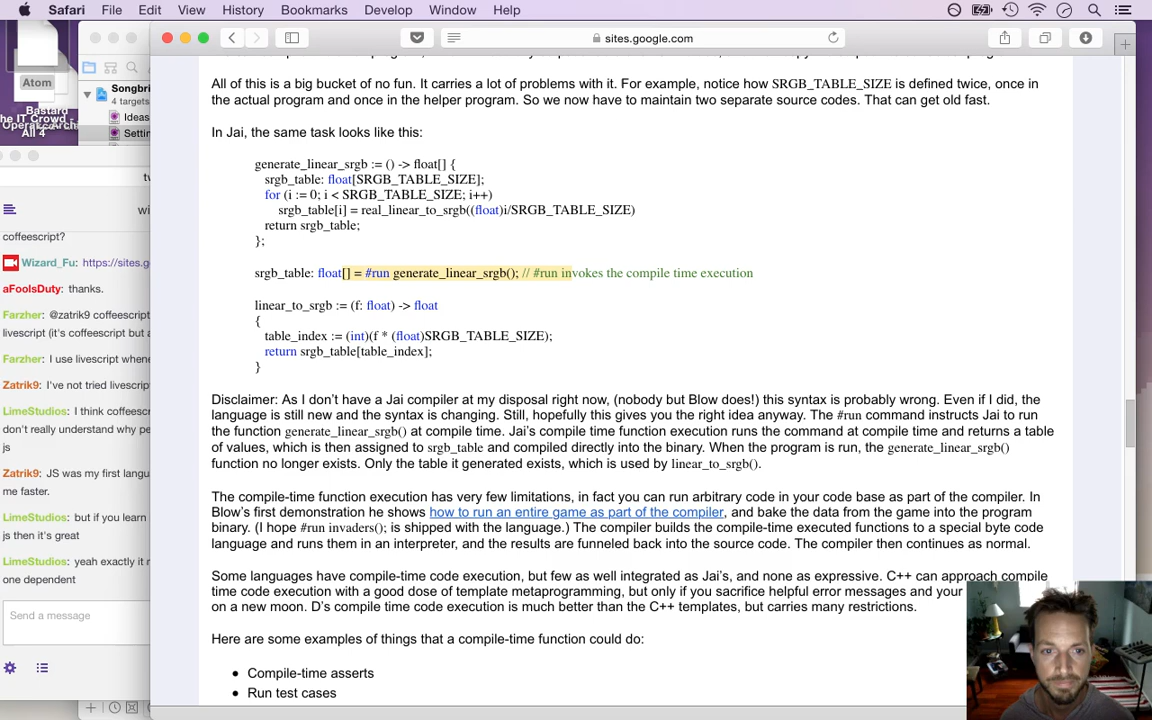 Safari File Edit View History Bookmarks Develop Window Help
sites.google.com
Atom
Bastard
the IT Crowd -
All 4
Songbri
4 targets
Ideas
Settin
All of this is a big bucket of no fun. It carries a lot of problems with it. For example, notice how SRGB_TABLE_SIZE is defined twice, once in
the actual program and once in the helper program. So we now have to maintain two separate source codes. That can get old fast.
In Jai, the same task looks like this:
generate_linear_srgb := () -> float[] {
srgb_table: float[SRGB_TABLE_SIZE];
for (i := 0; i < SRGB_TABLE_SIZE; i++)
srgb_table[i] = real_linear_to_srgb((float)i/SRGB_TABLE_SIZE)
return srgb_table;
};
srgb_table: float[] = #run generate_linear_srgb(); // #run invokes the compile time execution
linear_to_srgb := (f: float) -> float
{
table_index := (int)(f * (float)SRGB_TABLE_SIZE);
return srgb_table[table_index];
}
Disclaimer: As I don't have a Jai compiler at my disposal right now, (nobody but Blow does!) this syntax is probably wrong. Even if I did, the
language is still new and the syntax is changing. Still, hopefully this gives you the right idea anyway. The #run command instructs Jai to run
the function generate_linear_srgb() at compile time. Jai's compile time function execution runs the command at compile time and returns a table
of values, which is then assigned to srgb_table and compiled directly into the binary. When the program is run, the generate_linear_srgb()
function no longer exists. Only the table it generated exists, which is used by linear_to_srgb().
The compile-time function execution has very few limitations, in fact you can run arbitrary code in your code base as part of the compiler. In
Blow's first demonstration he shows how to run an entire game as part of the compiler, and bake the data from the game into the program
binary. (I hope #run invaders(); is shipped with the language.) The compiler builds the compile-time executed functions to a special byte code
language and runs them in an interpreter, and the results are funneled back into the source code. The compiler then continues as normal.
Some languages have compile-time code execution, but few as well integrated as Jai's, and none as expressive. C++ can approach compile
time code execution with a good dose of template metaprogramming, but only if you sacrifice helpful error messages and your
on a new moon. D's compile time code execution is much better than the C++ templates, but carries many restrictions.
Here are some examples of things that a compile-time function could do:
● Compile-time asserts
● Run test cases
coffeescript?
Wizard_Fu: https://sites.g
aFoolsDuty: thanks.
Farzher: @zatrik9 coffeescript
livescript (it's coffeescript but a
Farzher: I use livescript whene
Zatrik9: I've not tried livescrip
LimeStudios: I think coffeesc
don't really understand why pe
js
Zatrik9: JS was my first langu
me faster.
LimeStudios: but if you learn
js then it's great
LimeStudios: yeah exactly it r
one dependent
Send a message